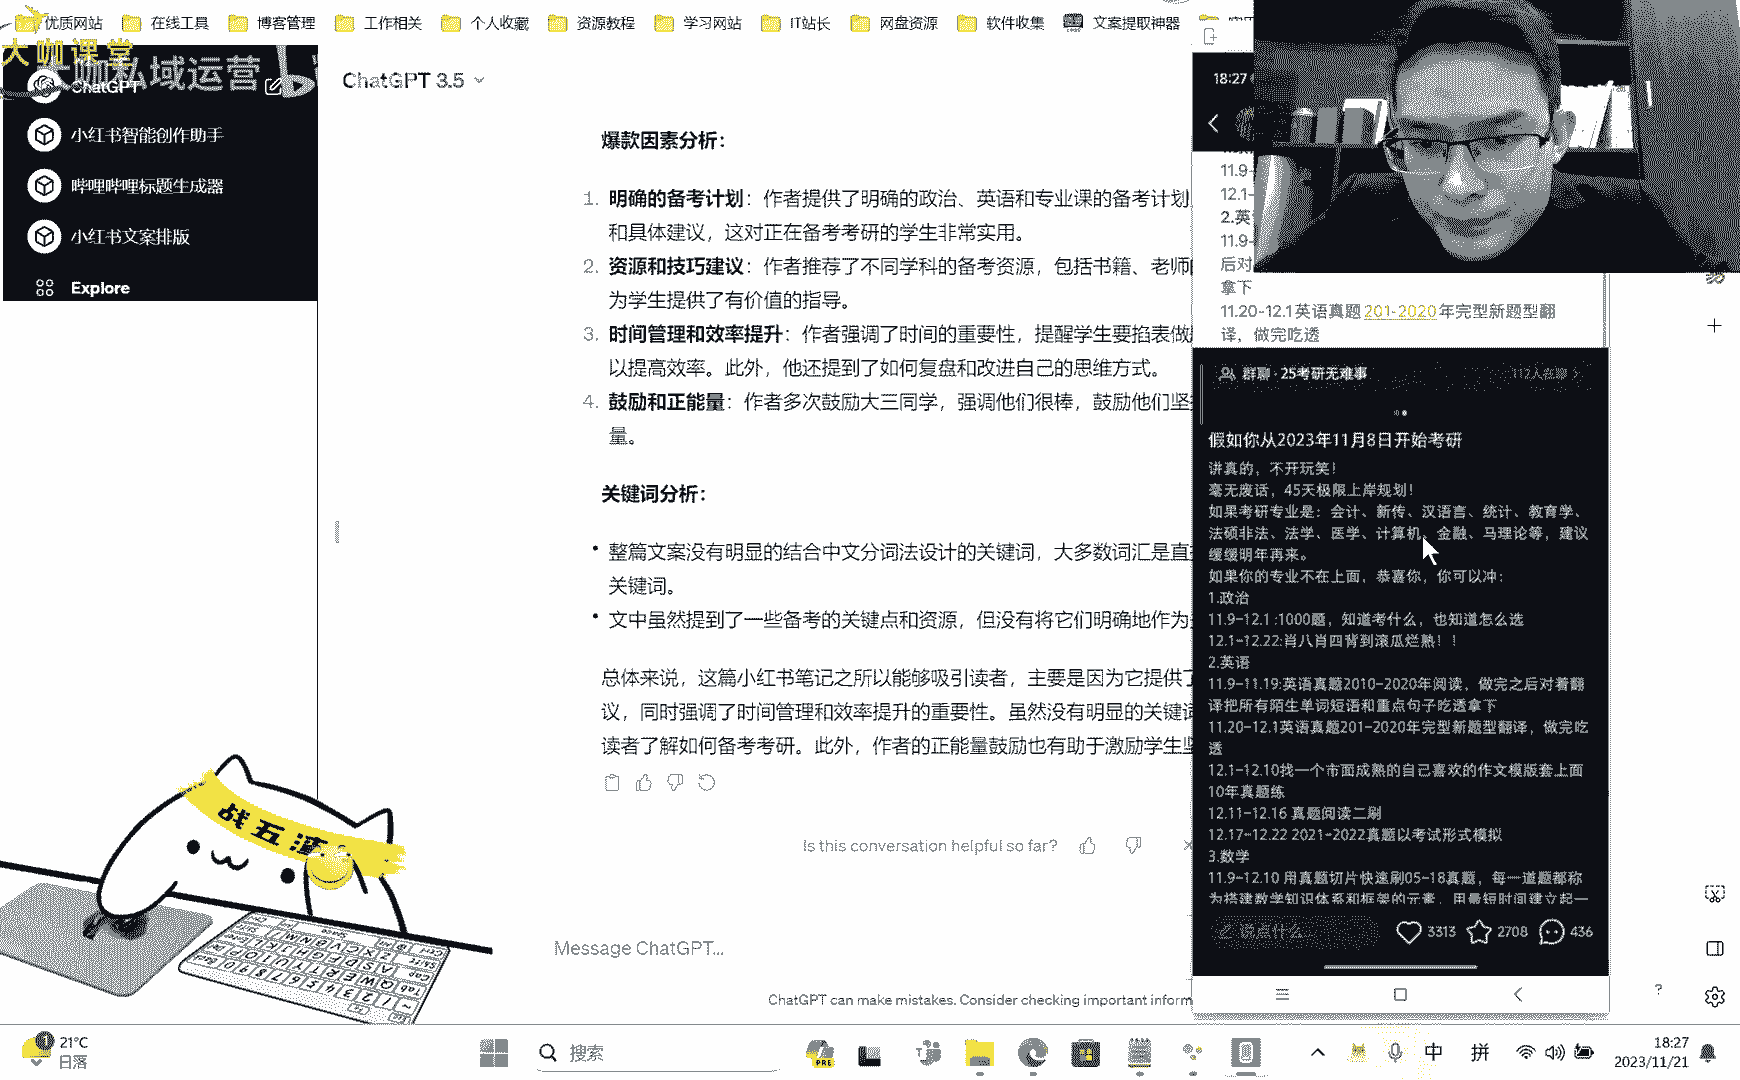 优质网站
在线工具
博客管理
工作相关
个人收藏
资源教程
学习网站
IT站长
网盘资源
软件收集
文案提取神器
大咖课堂
大咖私域运营
ChatGPT
小红书智能创作助手
哔哩哔哩标题生成器
小红书文案排版
Explore
ChatGPT 3.5
爆款因素分析：
1. 明确的备考计划：作者提供了明确的政治、英语和专业课的备考计划
和具体建议，这对正在备考考研的学生非常实用。
2. 资源和技巧建议：作者推荐了不同学科的备考资源，包括书籍、老师
为学生提供了有价值的指导。
3. 时间管理和效率提升：作者强调了时间的重要性，提醒学生要掐表做
以提高效率。此外，他还提到了如何复盘和改进自己的思维方式。
4. 鼓励和正能量：作者多次鼓励大三同学，强调他们很棒，鼓励他们坚
量。
关键词分析：
• 整篇文案没有明显的结合中文分词法设计的关键词，大多数词汇是直
关键词。
• 文中虽然提到了一些备考的关键点和资源，但没有将它们明确地作为
总体来说，这篇小红书笔记之所以能够吸引读者，主要是因为它提供了
议，同时强调了时间管理和效率提升的重要性。虽然没有明显的关键词
读者了解如何备考考研。此外，作者的正能量鼓励也有助于激励学生坚
Is this conversation helpful so far?
Message ChatGPT...
ChatGPT can make mistakes. Consider checking important inform
18:27
11.9-
12.1-
2.英
11.9-
后对
拿下
11.20-12.1英语真题201-2020年完型新题型翻
译，做完吃透
群聊 · 25考研无难事
112人在聊
假如你从2023年11月8日开始考研
讲真的，不开玩笑！
毫无废话，45天极限上岸规划！
如果考研专业是：会计、新传、汉语言、统计、教育学、
法硕非法、法学、医学、计算机、金融、马理论等，建议
缓缓明年再来。
如果你的专业不在上面，恭喜你，你可以冲：
1.政治
11.9-12.1 :1000题，知道考什么，也知道怎么选
12.1-12.22:肖八肖四背到滚瓜烂熟！！
2.英语
11.9-11.19:英语真题2010-2020年阅读，做完之后对着翻
译把所有陌生单词短语和重点句子吃透拿下
11.20-12.1英语真题201-2020年完型新题型翻译，做完吃
透
12.1-12.10找一个市面成熟的自己喜欢的作文模版套上面
10年真题练
12.11-12.16 真题阅读二刷
12.17-12.22 2021-2022真题以考试形式模拟
3.数学
11.9-12.10 用真题切片快速刷05-18真题，每一道题都称
为搭建数学知识体系和框架的元素，用最短时间建立起一
说点什么...
3313
2708
436
战五渣
21°C
日落
搜索
PRE
中
拼
18:27
2023/11/21